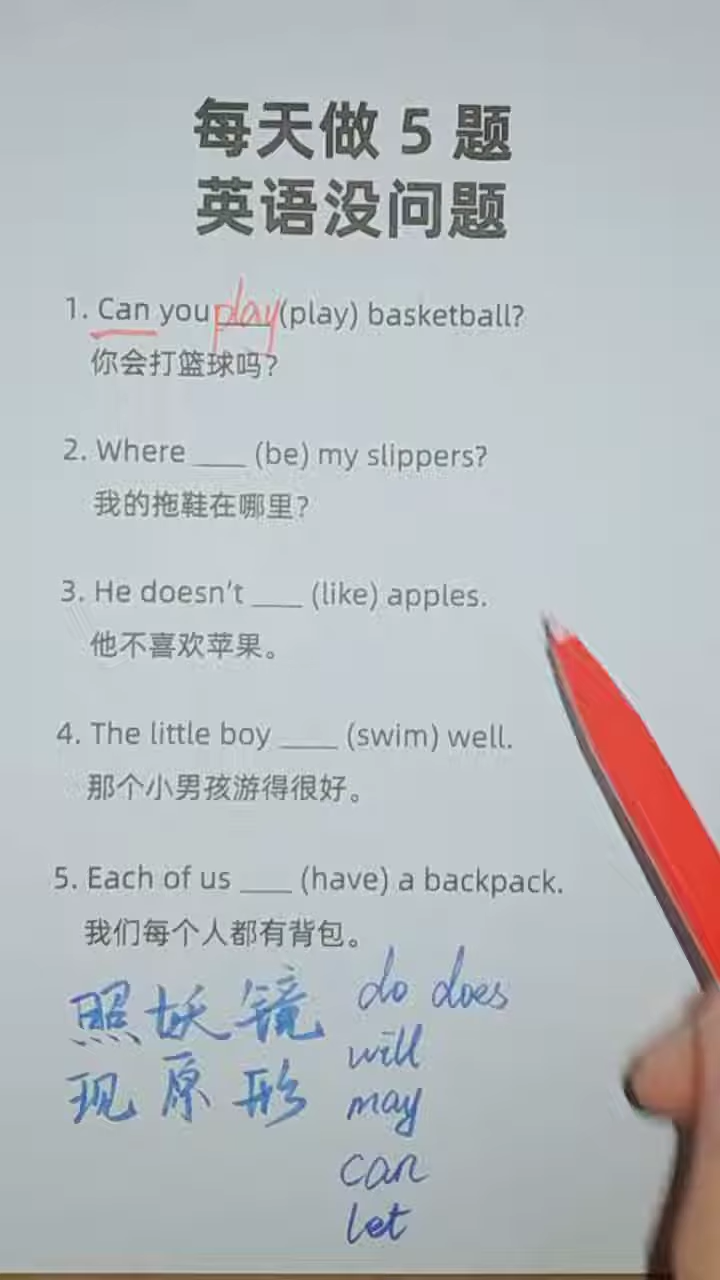 每天做 5 题
英语没问题
1. Can you play (play) basketball?
你会打篮球吗?
2. Where ____ (be) my slippers?
我的拖鞋在哪里?
3. He doesn't ____ (like) apples.
他不喜欢苹果。
4. The little boy ____ (swim) well.
那个小男孩游得很好。
5. Each of us ____ (have) a backpack.
我们每个人都有背包。
照妖镜
现原形
do does
will
may
can
let